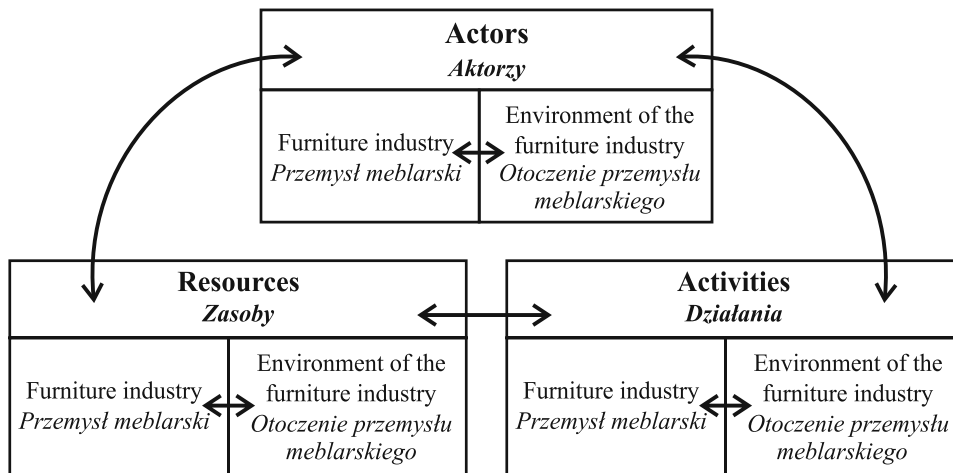 Actors
Aktorzy
Furniture industry
Przemysł meblarski
Environment of the
furniture industry
Otoczenie przemysłu
meblarskiego
Resources
Zasoby
Furniture industry
Przemysł meblarski
Environment of the
furniture industry
Otoczenie przemysłu
meblarskiego
Activities
Działania
Furniture industry
Przemysł meblarski
Environment of the
furniture industry
Otoczenie przemysłu
meblarskiego